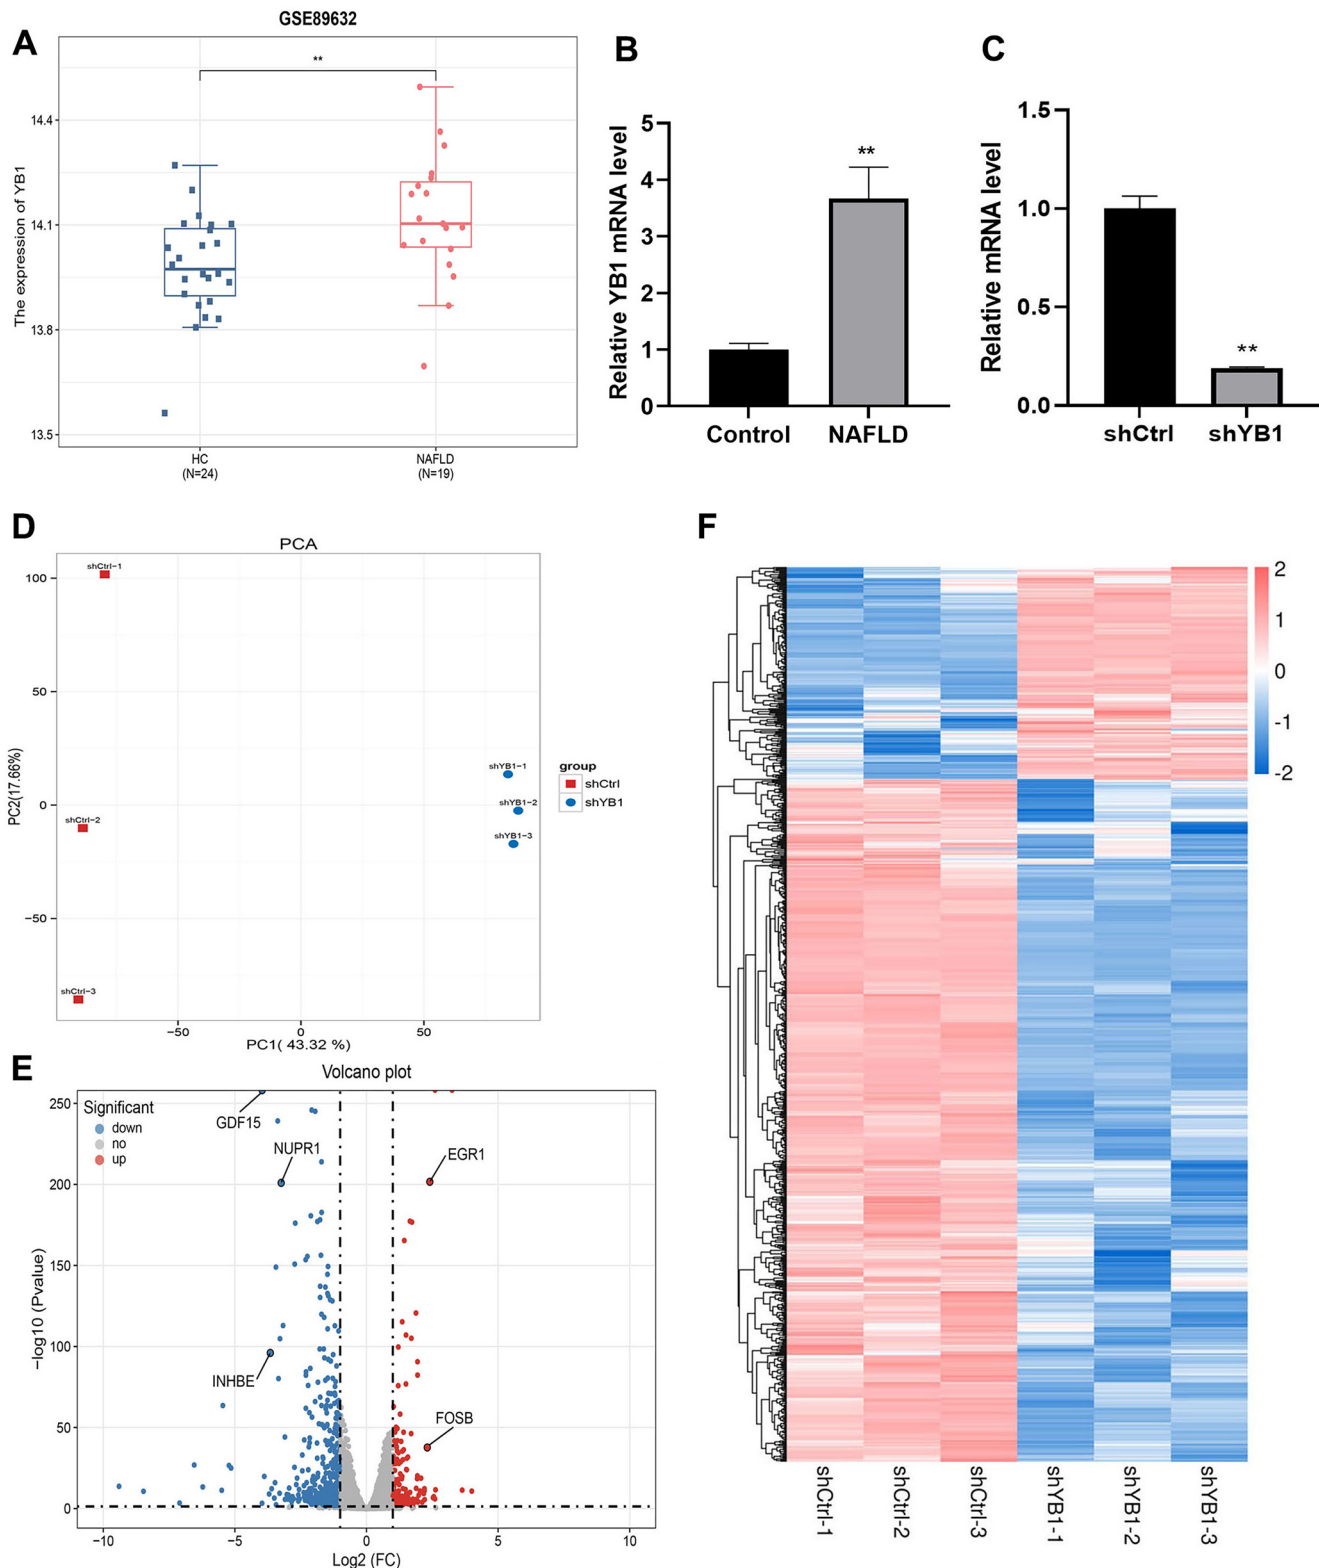 A
GSE89632
**
The expression of YB1
14.4
14.1
13.8
13.5
HC
(N=24)
NAFLD
(N=19)
B
Relative YB1 mRNA level
5
4
3
2
1
0
**
Control
NAFLD
C
Relative mRNA level
1.5
1.0
0.5
0.0
**
shCtrl
shYB1
D
PCA
PC2(17.66%)
100
50
0
−50
shCtrl−1
shCtrl−2
shCtrl−3
shYB1−1
shYB1−2
shYB1−3
−50
0
50
PC1( 43.32 %)
group
shCtrl
shYB1
E
Volcano plot
−log10 (Pvalue)
250
200
150
100
50
0
Significant
down
no
up
GDF15
NUPR1
EGR1
INHBE
FOSB
−10
−5
0
5
10
Log2 (FC)
F
2
1
0
-1
-2
shCtrl-1
shCtrl-2
shCtrl-3
shYB1-1
shYB1-2
shYB1-3